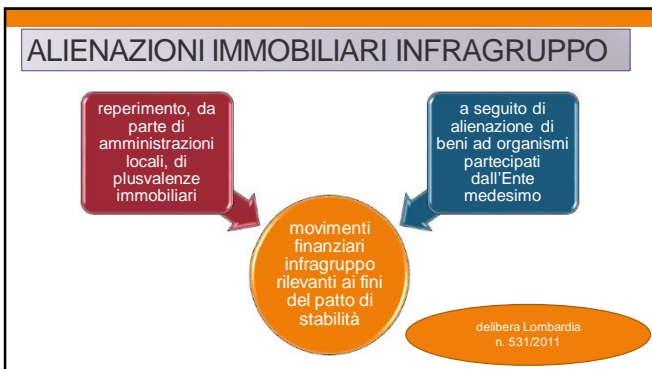 ALIENAZIONI IMMOBILIARI INFRAGRUPPO
reperimento, da
parte di
amministrazioni
locali, di
plusvalenze
immobiliari
a seguito di
alienazione di
beni ad organismi
partecipati
dall'Ente
medesimo
movimenti
finanziari
infragruppo
rilevanti ai fini
del patto di
stabilità
delibera Lombardia
n. 531/2011